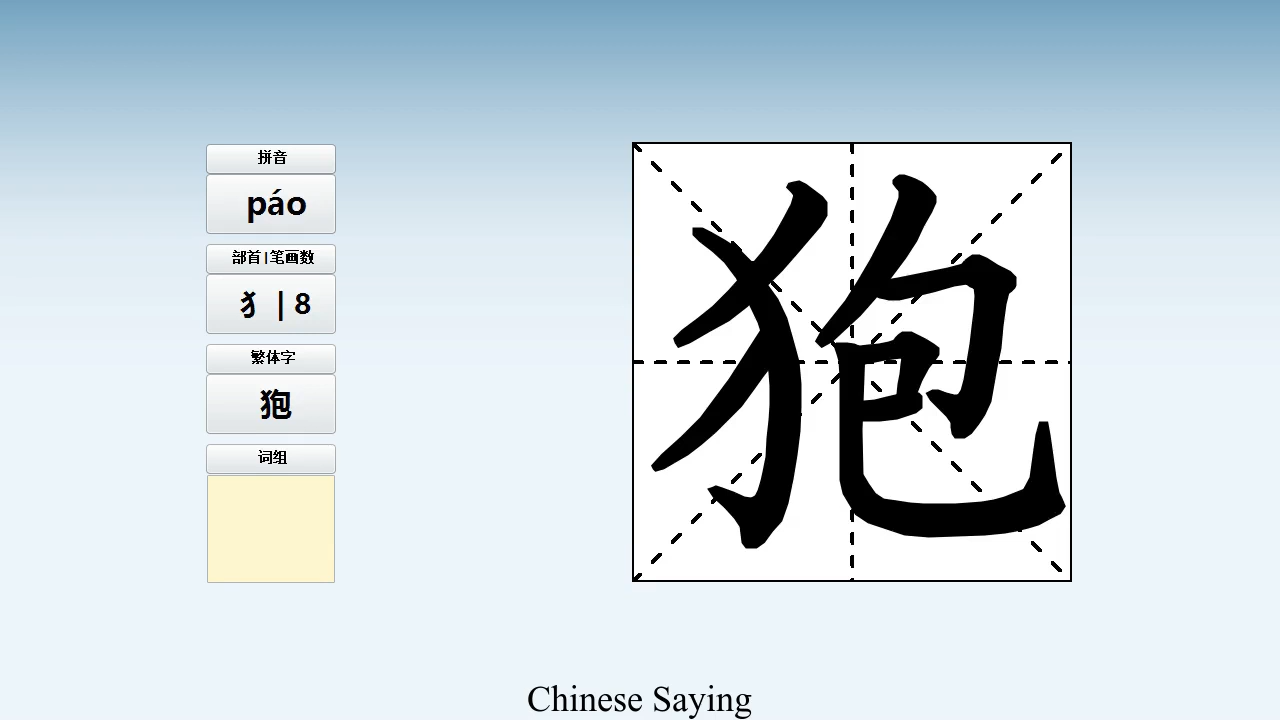 拼音
páo
部首|笔画数
犭 | 8
繁体字
狍
词组
狍
Chinese Saying